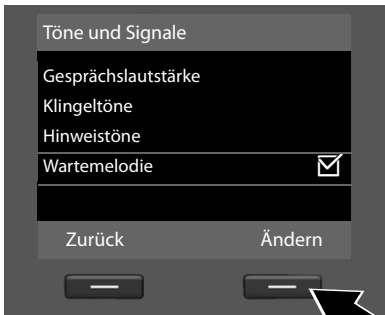 Töne und Signale
Gesprächslautstärke
Klingeltöne
Hinweistöne
Wartemelodie
Zurück Ändern